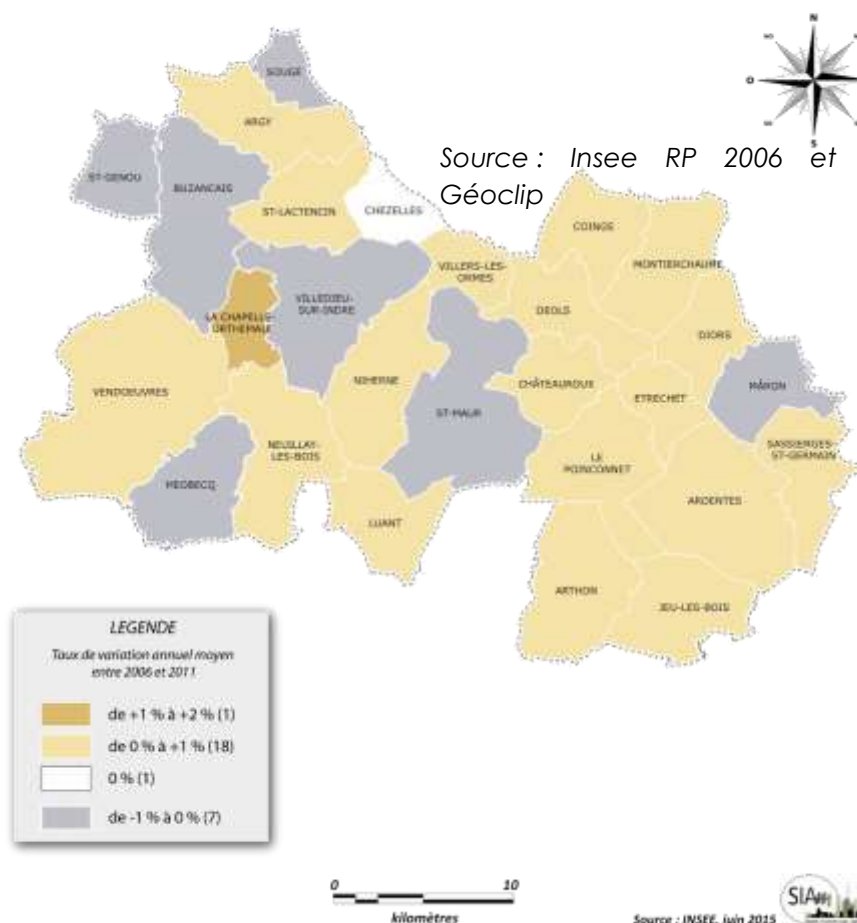 N
O
S
SOUGE
ARGY
Source : Insee RP 2006 et
Géoclip
ST-GENOU
BUZANCAIS
ST-LACTENCIN
CHEZELLES
COINGS
MONTIERCHAUME
VILLERS-LES-
ORMES
VILLEDIEU-
SUR-INDRE
DEOLS
LA CHAPELLE-
ORTHEMALE
DIORS
VENDOEUVRES
NIHERNE
CHÂTEAUROUX
ETRECHET
MÂRON
ST-MAUR
NEUILLAY-
LES-BOIS
LE
POINCONNET
SASSIERGES-
ST-GERMAIN
MEOBECQ
ARDENTES
LUANT
ARTHON
JEU-LES-BOIS
LEGENDE
Taux de variation annuel moyen
entre 2006 et 2011
de +1 % à +2 % (1)
de 0 % à +1 % (18)
0 % (1)
de -1 % à 0 % (7)
0 10
kilomètres
Source : INSEE, juin 2015
SIA